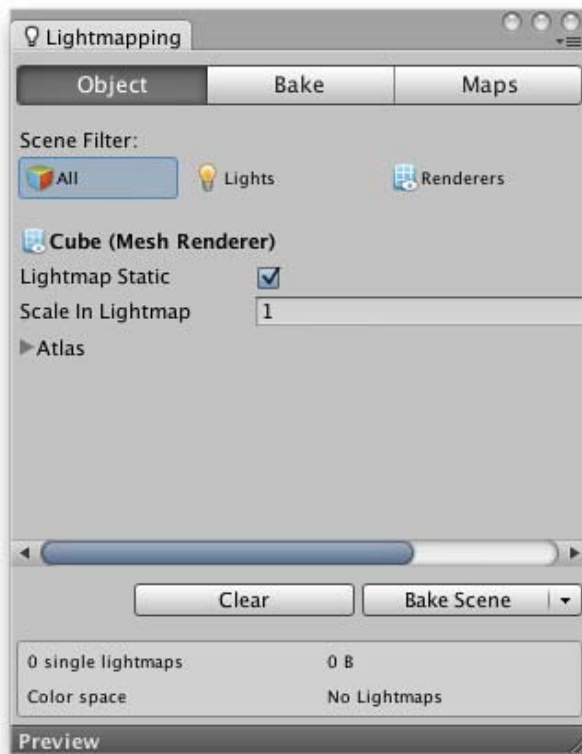 Lightmapping
Object Bake Maps
Scene Filter:
All Lights Renderers
Cube (Mesh Renderer)
Lightmap Static
Scale In Lightmap 1
Atlas
Clear Bake Scene
0 single lightmaps 0 B
Color space No Lightmaps
Preview